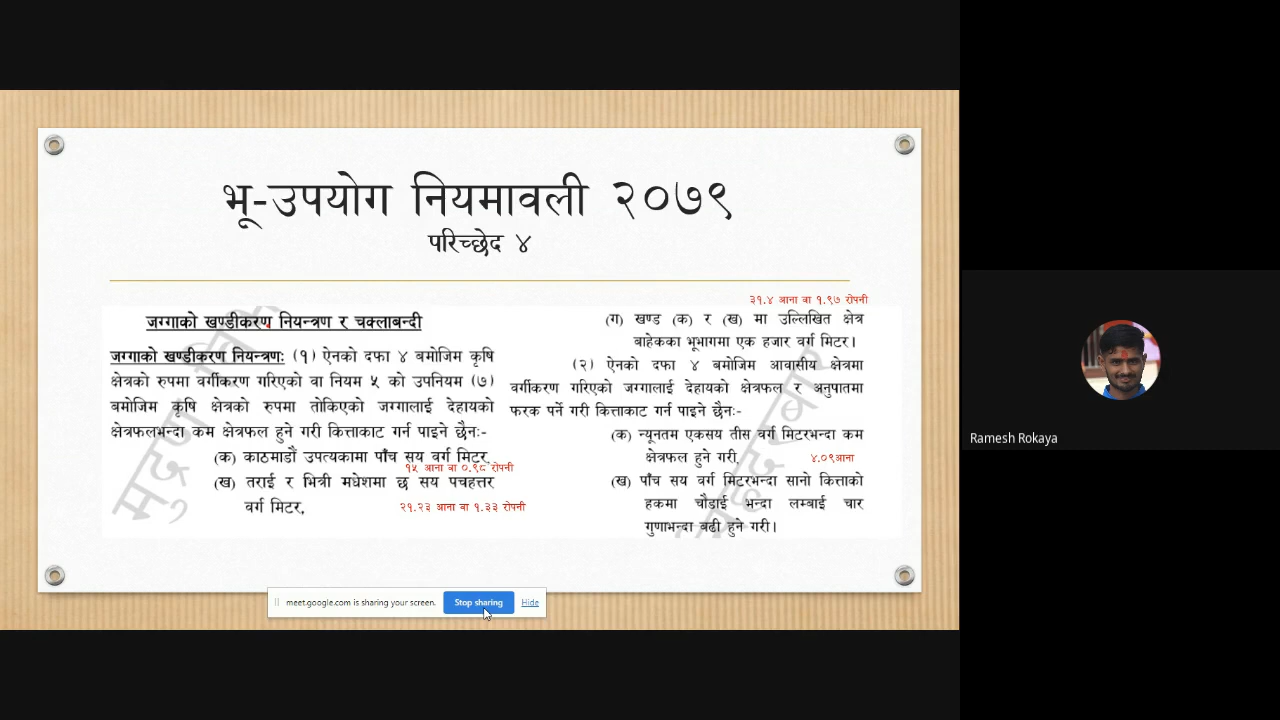 भू-उपयोग नियमावली २०७९
परिच्छेद ४
जग्गाको खण्डीकरण नियन्त्रण र चक्लाबन्दी
जग्गाको खण्डीकरण नियन्त्रणः (१) ऐनको दफा ४ बमोजिम कृषि
क्षेत्रको रुपमा वर्गीकरण गरिएको वा नियम ५ को उपनियम (७)
बमोजिम कृषि क्षेत्रको रुपमा तोकिएको जग्गालाई देहायको
क्षेत्रफलभन्दा कम क्षेत्रफल हुने गरी कित्ताकाट गर्न पाइने छैनः-
(क) काठमाडौं उपत्यकामा पाँच सय वर्ग मिटर,
१५ आना वा ०.९८ रोपनी
(ख) तराई र भित्री मधेशमा छ सय पचहत्तर
वर्ग मिटर,
२१.२३ आना वा १.३३ रोपनी
३१.४ आना वा १.९७ रोपनी
(ग) खण्ड (क) र (ख) मा उल्लिखित क्षेत्र
बाहेकका भूभागमा एक हजार वर्ग मिटर।
(२) ऐनको दफा ४ बमोजिम आवासीय क्षेत्रमा
वर्गीकरण गरिएको जग्गालाई देहायको क्षेत्रफल र अनुपातमा
फरक पर्ने गरी कित्ताकाट गर्न पाइने छैनः-
(क) न्यूनतम एकसय तीस वर्ग मिटरभन्दा कम
क्षेत्रफल हुने गरी,
४.०९आना
(ख) पाँच सय वर्ग मिटरभन्दा सानो कित्ताको
हकमा चौडाई भन्दा लम्बाई चार
गुणाभन्दा बढी हुने गरी।
meet.google.com is sharing your screen.
Stop sharing
Hide
Ramesh Rokaya